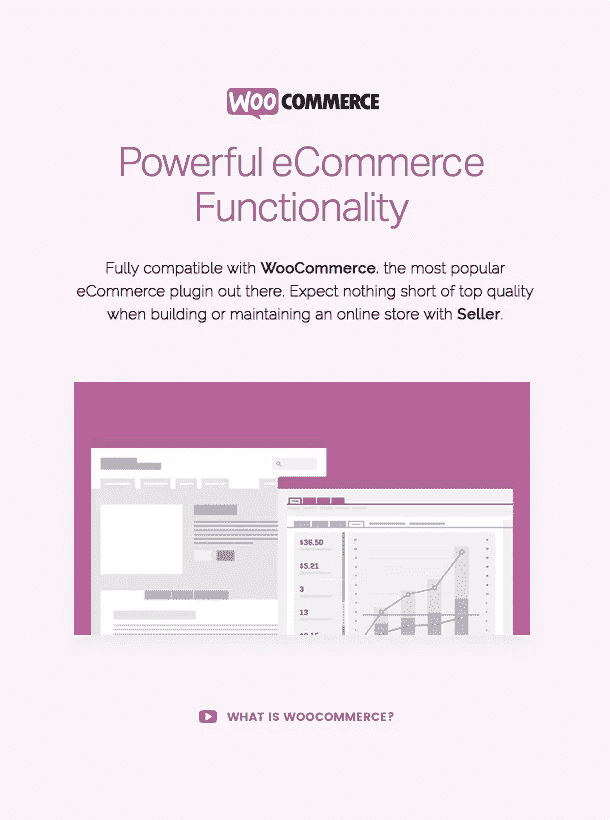 WOO COMMERCE
Powerful eCommerce
Functionality
Fully compatible with WooCommerce. the most popular
eCommerce plugin out there. Expect nothing short of top quality
when building or maintaining an online store with Seller.
$36.50
$5.21
3
13
WHAT IS WOOCOMMERCE?